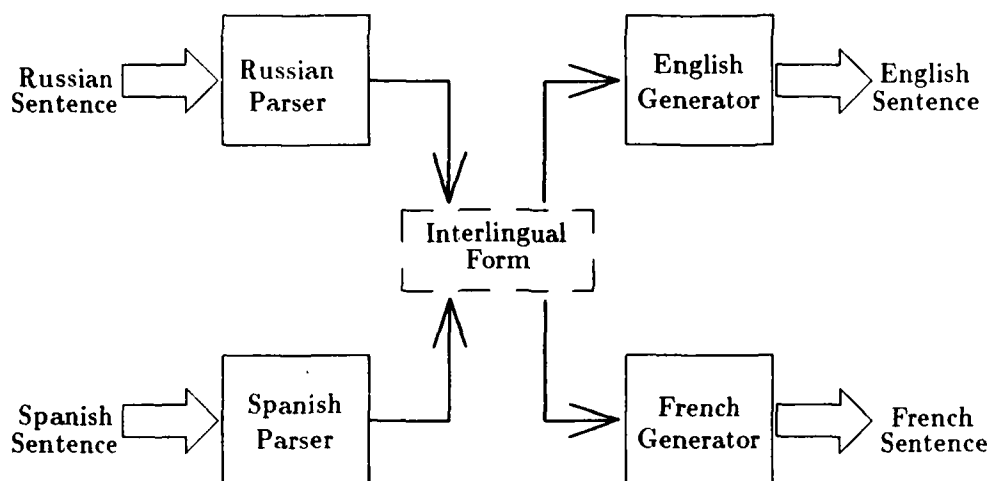 Russian
Sentence
Russian
Parser
English
Generator
English
Sentence
Interlingual
Form
Spanish
Sentence
Spanish
Parser
French
Generator
French
Sentence